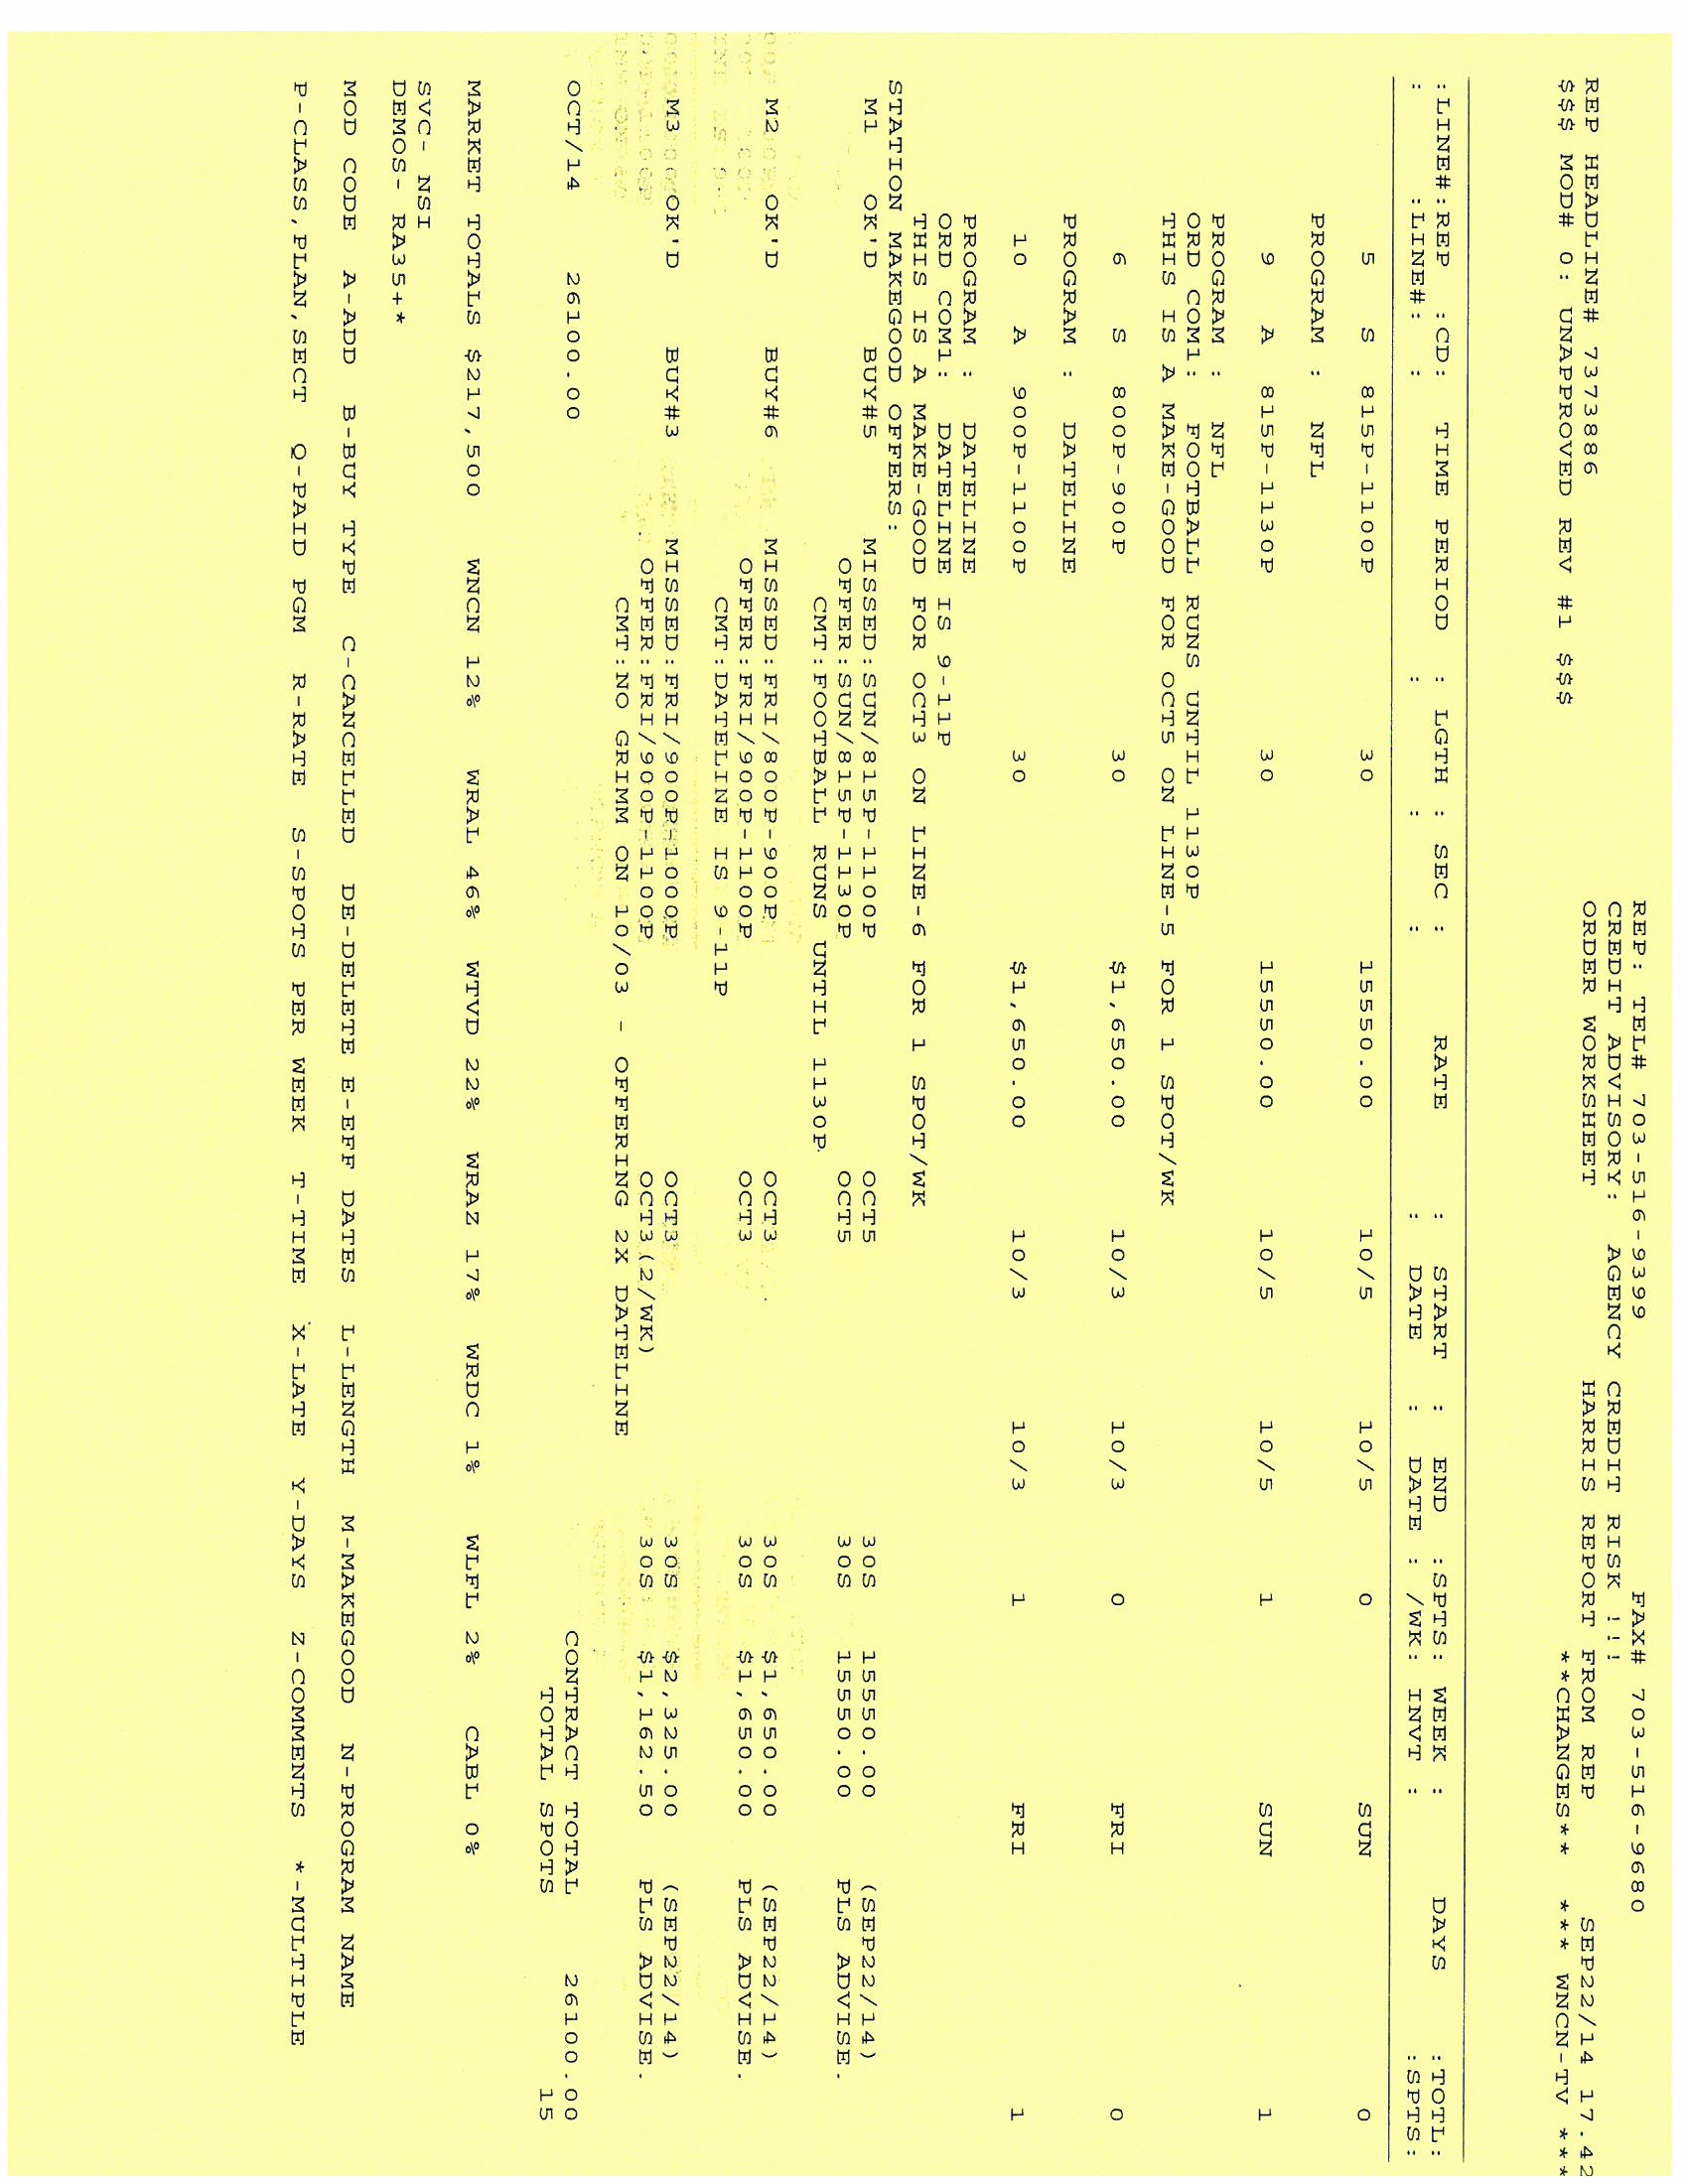 REP: TEL# 703-516-9399 FAX# 703-516-9680
CREDIT ADVISORY: AGENCY CREDIT RISK !!!
REP HEADLINE# 7373886 ORDER WORKSHEET HARRIS REPORT FROM REP SEP22/14 17.42
$$$ MOD# 0: UNAPPROVED REV #1 $$$ **CHANGES** *** WNCN-TV ***
:LINE#:REP :CD: TIME PERIOD : LGTH : SEC : RATE : START : END :SPTS: WEEK : DAYS :TOTL:
: :LINE#: : : : : : DATE : DATE : /WK: INVT : :SPTS:
5 S 815P-1100P 30 15550.00 10/5 10/5 0 SUN 0
PROGRAM : NFL
9 A 815P-1130P 30 15550.00 10/5 10/5 1 SUN 1
PROGRAM : NFL
ORD COM1: FOOTBALL RUNS UNTIL 1130P
THIS IS A MAKE-GOOD FOR OCT5 ON LINE-5 FOR 1 SPOT/WK
6 S 800P-900P 30 $1,650.00 10/3 10/3 0 FRI 0
PROGRAM : DATELINE
10 A 900P-1100P 30 $1,650.00 10/3 10/3 1 FRI 1
PROGRAM : DATELINE
ORD COM1: DATELINE IS 9-11P
THIS IS A MAKE-GOOD FOR OCT3 ON LINE-6 FOR 1 SPOT/WK
STATION MAKEGOOD OFFERS:
M1 OK'D BUY#5 MISSED:SUN/815P-1100P OCT5 30S 15550.00 (SEP22/14)
OFFER:SUN/815P-1130P OCT5 30S 15550.00 PLS ADVISE.
CMT:FOOTBALL RUNS UNTIL 1130P
M2 OK'D BUY#6 MISSED:FRI/800P-900P OCT3 30S $1,650.00 (SEP22/14)
OFFER:FRI/900P-1100P OCT3 30S $1,650.00 PLS ADVISE.
CMT:DATELINE IS 9-11P
M3 OK'D BUY#3 MISSED:FRI/900P-1000P OCT3 30S $2,325.00 (SEP22/14)
OFFER:FRI/900P-1100P OCT3(2/WK) 30S $1,162.50 PLS ADVISE.
CMT:NO GRIMM ON 10/03 - OFFERING 2X DATELINE
OCT/14 26100.00 CONTRACT TOTAL 26100.00
TOTAL SPOTS 15
MARKET TOTALS $217,500 WNCN 12% WRAL 46% WTVD 22% WRAZ 17% WRDC 1% WLFL 2% CABL 0%
SVC- NSI
DEMOS- RA35+*
MOD CODE A-ADD B-BUY TYPE C-CANCELLED DE-DELETE E-EFF DATES L-LENGTH M-MAKEGOOD N-PROGRAM NAME
P-CLASS,PLAN,SECT Q-PAID PGM R-RATE S-SPOTS PER WEEK T-TIME X-LATE Y-DAYS Z-COMMENTS *-MULTIPLE